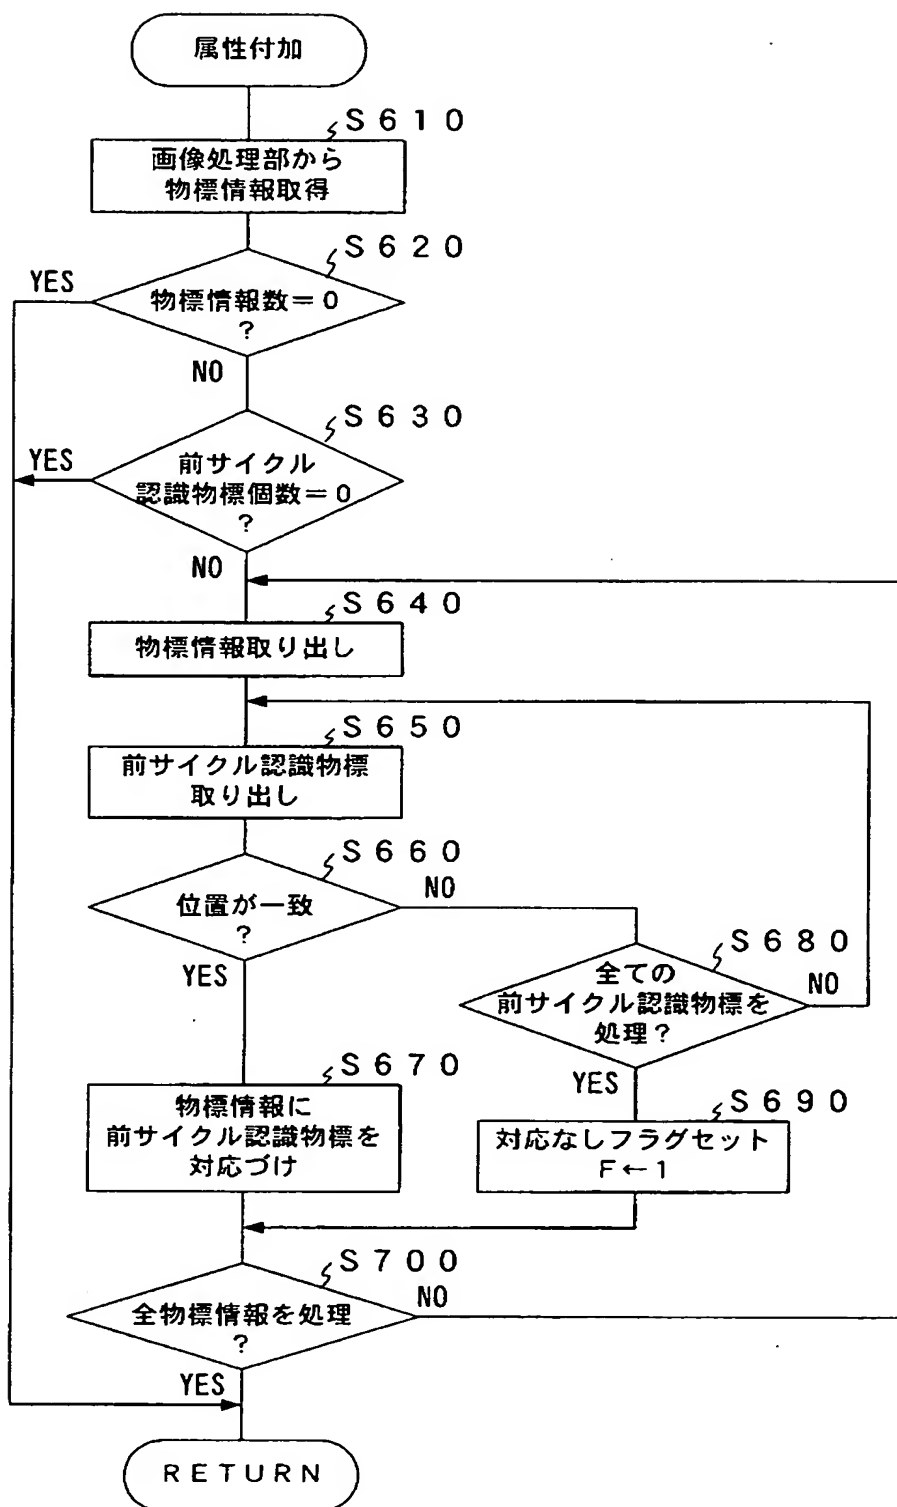 属性付加
S610
画像処理部から
物標情報取得
S620
YES
物標情報数=0
?
NO
S630
YES
前サイクル
認識物標個数=0
?
NO
S640
物標情報取り出し
S650
前サイクル認識物標
取り出し
S660
NO
位置が一致
?
YES
S680
NO
全ての
前サイクル認識物標を
処理?
YES
S670
物標情報に
前サイクル認識物標を
対応づけ
S690
対応なしフラグセット
F←1
S700
NO
全物標情報を処理
?
YES
RETURN